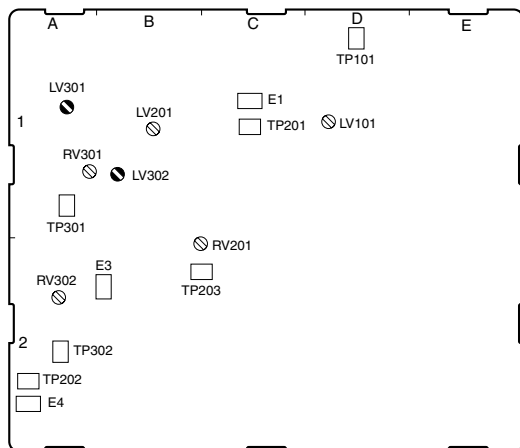 A B C D E
TP101
LV301
E1
LV201
1
TP201
LV101
RV301
LV302
TP301
RV201
E3
RV302
TP203
2
TP302
TP202
E4